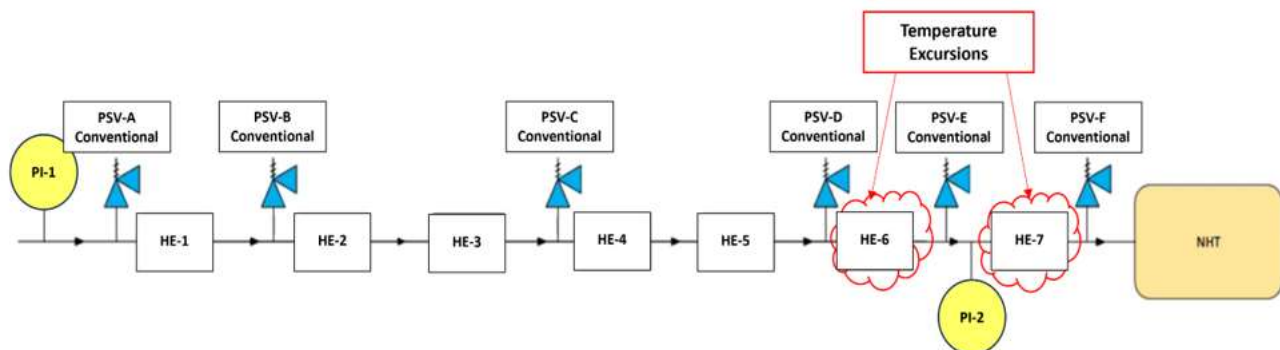 Temperature
Excursions
PSV-A
Conventional
PSV-B
Conventional
PSV-C
Conventional
PSV-D
Conventional
PSV-E
Conventional
PSV-F
Conventional
PI-1
HE-1
HE-2
HE-3
HE-4
HE-5
HE-6
HE-7
NHT
PI-2